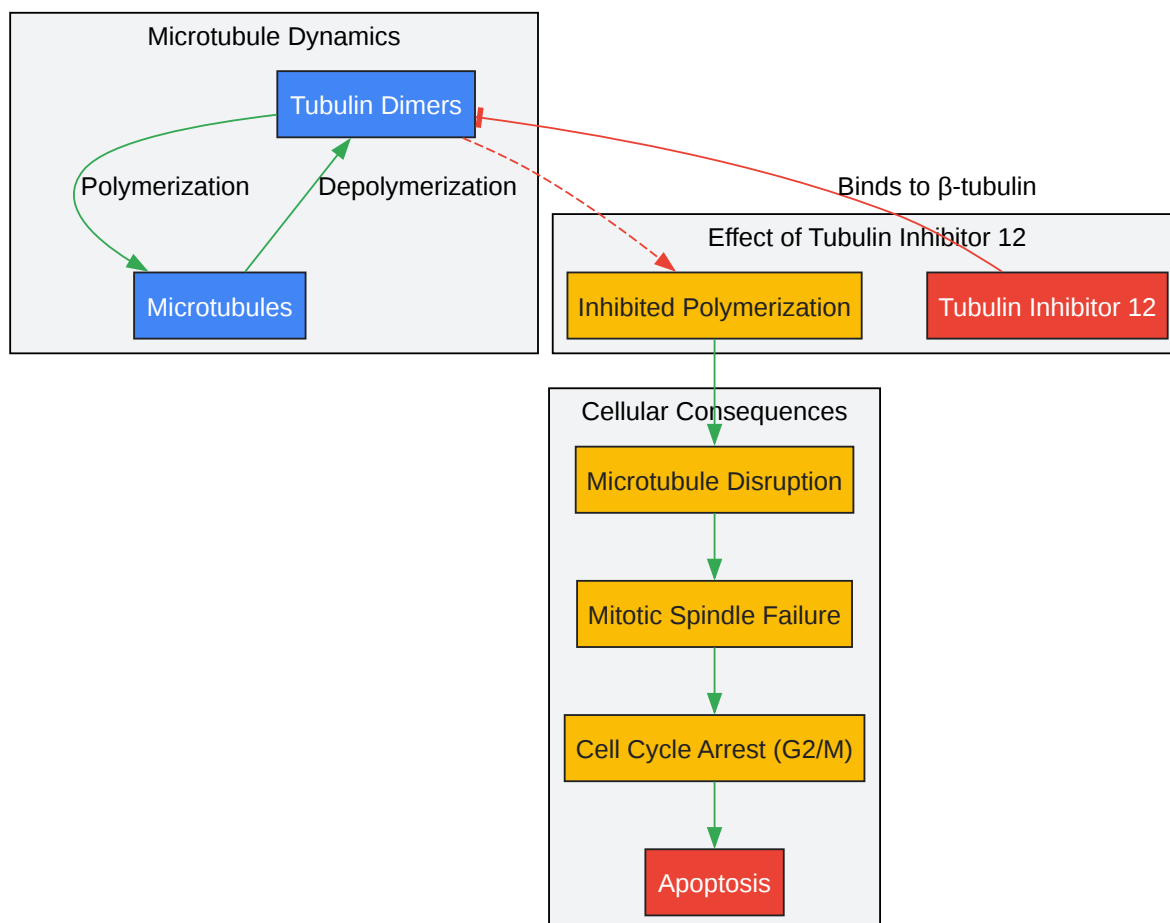 Microtubule Dynamics
Tubulin Dimers
Polymerization
Depolymerization
Binds to β-tubulin
Microtubules
Effect of Tubulin Inhibitor 12
Inhibited Polymerization
Tubulin Inhibitor 12
Cellular Consequences
Microtubule Disruption
Mitotic Spindle Failure
Cell Cycle Arrest (G2/M)
Apoptosis